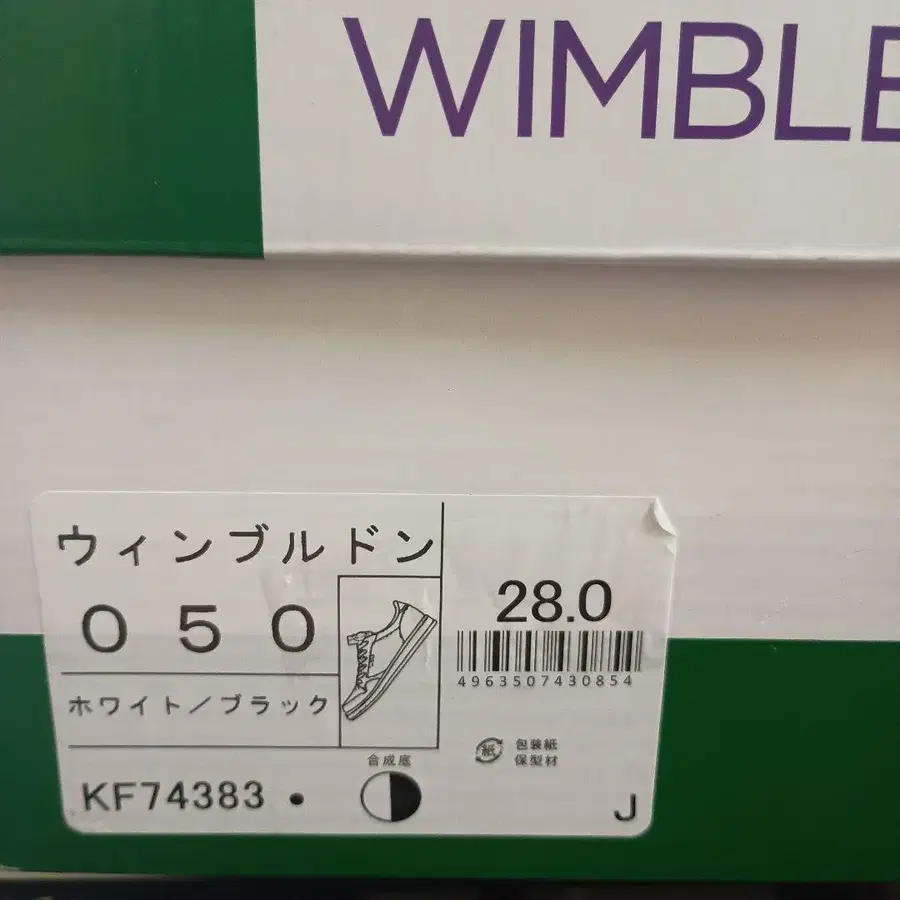 WIMBLE
ウィンブルドン
050
28.0
4963507430854
ホワイト/ブラック
紙
包装紙
保型材
合成底
KF74383 •
J